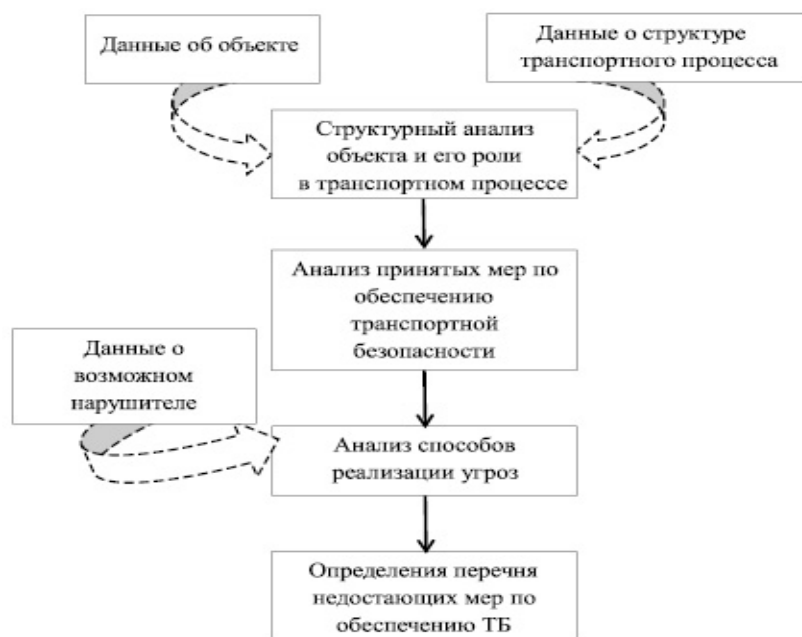 Данные об объекте
Данные о структуре
транспортного процесса
Структурный анализ
объекта и его роли
в транспортном процессе
Анализ принятых мер по
обеспечению
транспортной
безопасности
Данные о
возможном
нарушителе
Анализ способов
реализации угроз
Определения перечня
недостающих мер по
обеспечению ТБ